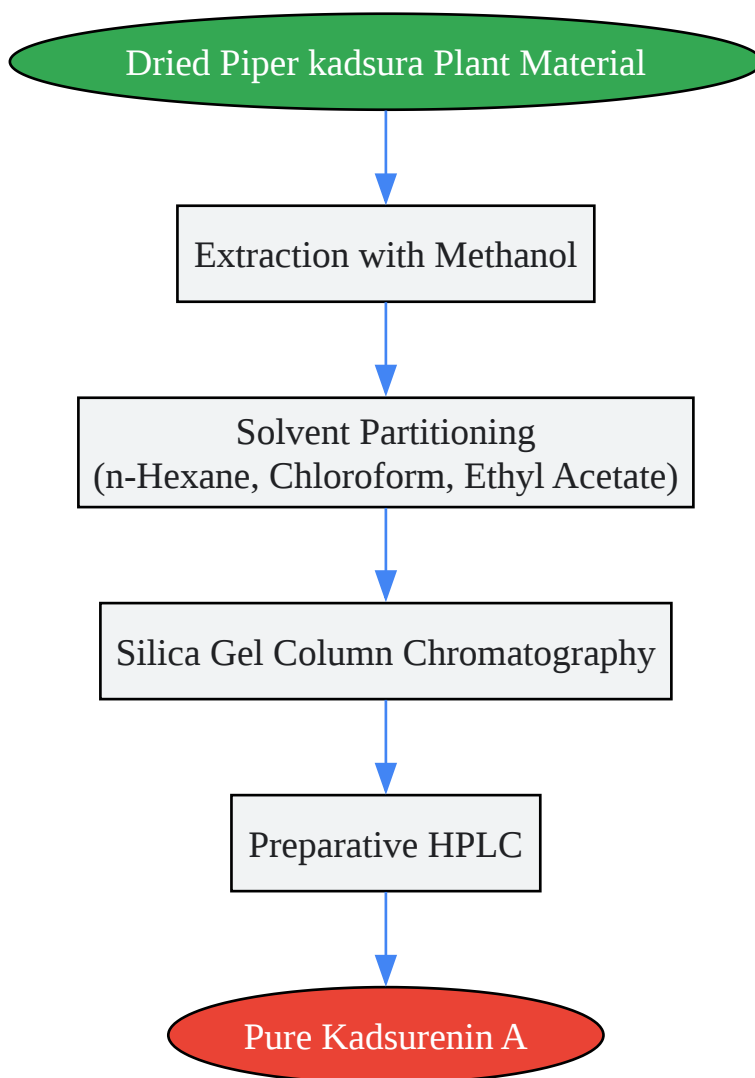 Dried Piper kadsura Plant Material
Extraction with Methanol
Solvent Partitioning
(n-Hexane, Chloroform, Ethyl Acetate)
Silica Gel Column Chromatography
Preparative HPLC
Pure Kadsurenin A